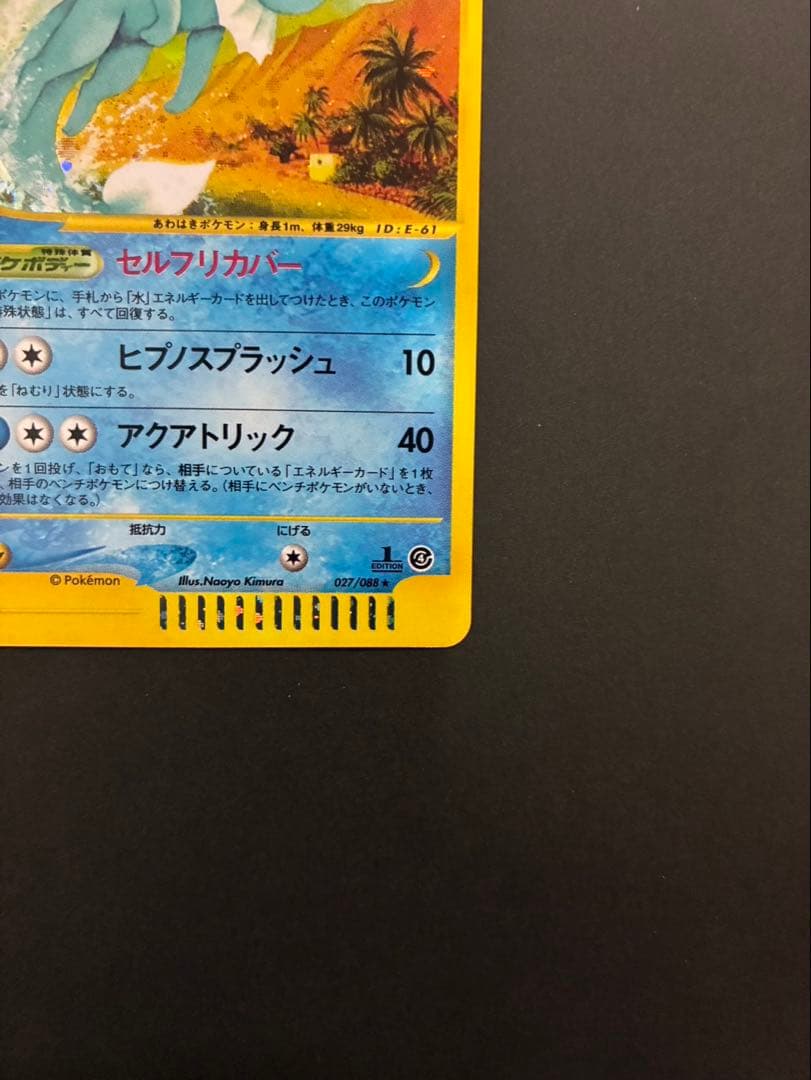 あわはきポケモン：身長1m、体重29kg ID:E-61
特殊体質
ケボディー セルフリカバー
ポケモンに、手札から「水」エネルギーカードを出してつけたとき、このポケモン
殊状態」は、すべて回復する。
ヒプノスプラッシュ 10
を「ねむり」状態にする。
アクアトリック 40
ンを1回投げ、「おもて」なら、相手についている「エネルギーカード」を1枚
、相手のベンチポケモンにつけ替える。（相手にベンチポケモンがいないとき、
効果はなくなる。）
抵抗力 にげる
1 EDITION
©Pokémon Illus.Naoyo Kimura 027/088★